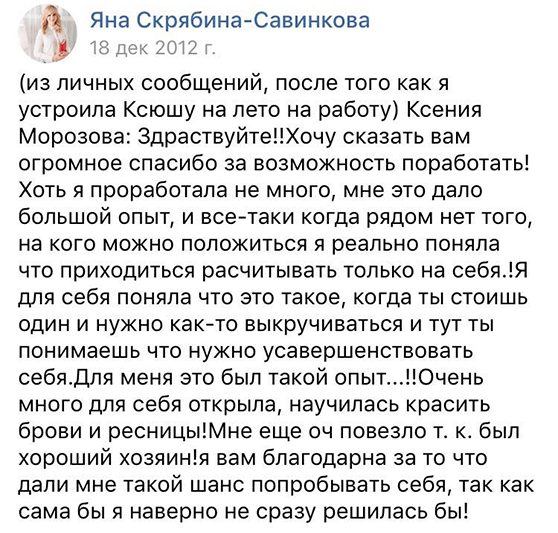 Яна Скрябина-Савинкова
18 дек 2012 г.
(из личных сообщений, после того как я
устроила Ксюшу на лето на работу) Ксения
Морозова: Здраствуйте!!Хочу сказать вам
огромное спасибо за возможность поработать!
Хоть я проработала не много, мне это дало
большой опыт, и все-таки когда рядом нет того,
на кого можно положиться я реально поняла
что приходиться расчитывать только на себя.!Я
для себя поняла что это такое, когда ты стоишь
один и нужно как-то выкручиваться и тут ты
понимаешь что нужно усавершенствовать
себя.Для меня это был такой опыт...!!Очень
много для себя открыла, научилась красить
брови и ресницы!Мне еще оч повезло т. к. был
хороший хозяин!я вам благодарна за то что
дали мне такой шанс попробывать себя, так как
сама бы я наверно не сразу решилась бы!